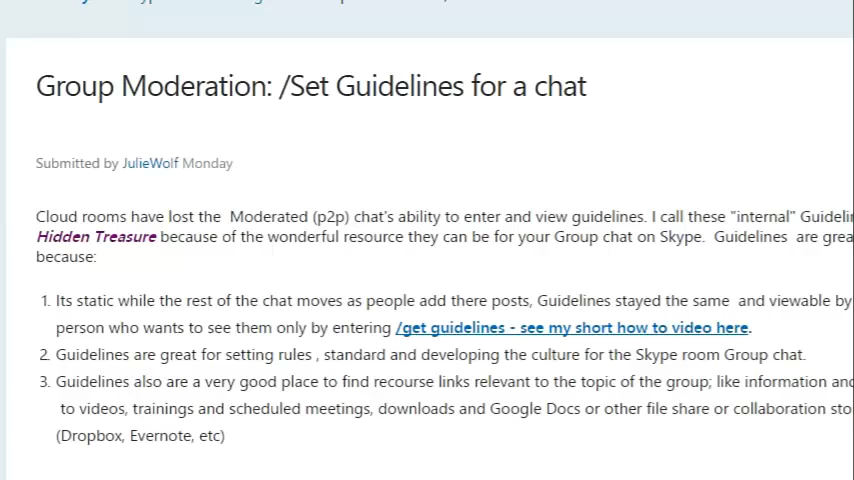 Group Moderation: /Set Guidelines for a chat
Submitted by JulieWolf Monday
Cloud rooms have lost the Moderated (p2p) chat's ability to enter and view guidelines. I call these "internal"
Hidden Treasure because of the wonderful resource they can be for your Group chat on Skype. Guidelines are
because:
1. Its static while the rest of the chat moves as people add there posts, Guidelines stayed the same and viewable by
person who wants to see them only by entering /get guidelines - see my short how to video here.
2. Guidelines are great for setting rules , standard and developing the culture for the Skype room Group chat.
3. Guidelines also are a very good place to find recourse links relevant to the topic of the group; like information
to videos, trainings and scheduled meetings, downloads and Google Docs or other file share or collaboration
(Dropbox, Evernote, etc)